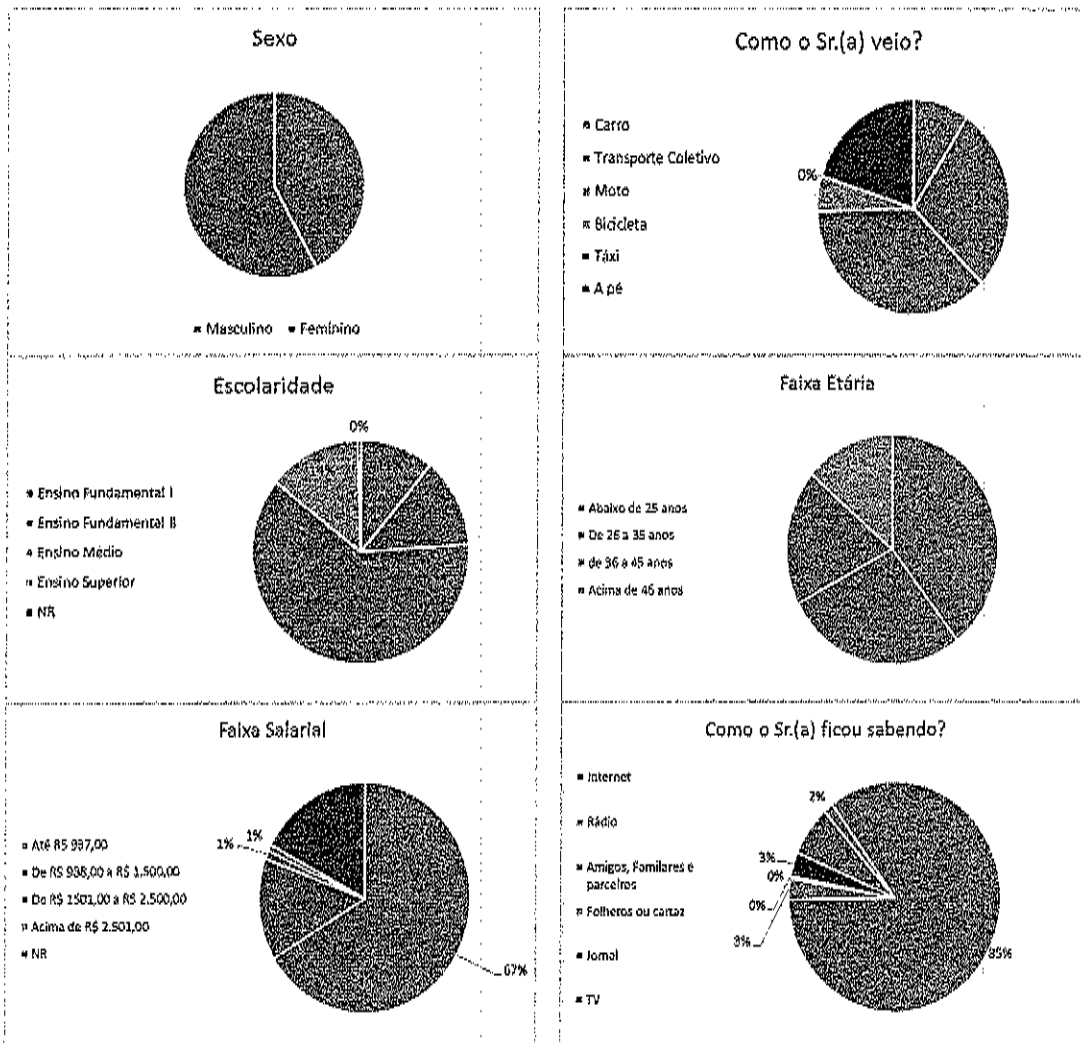 Sexo
Masculino Feminino
Como o Sr.(a) veio?
Carro
Transporte Coletivo
Moto
Bicicleta
Táxi
A pé
0%
Escolaridade
0%
Ensino Fundamental I
Ensino Fundamental II
Ensino Médio
Ensino Superior
NR
Faixa Etária
Abaixo de 25 anos
De 26 a 35 anos
de 36 a 45 anos
Acima de 46 anos
Faixa Salarial
Até R$ 937,00
De R$ 938,00 a R$ 1.500,00
De R$ 1501,00 a R$ 2.500,00
Acima de R$ 2.501,00
NR
1%
1%
67%
Como o Sr.(a) ficou sabendo?
Internet
Rádio
Amigos, Familares e
parceiros
Folhetos ou cartaz
Jornal
TV
2%
3%
0%
0%
3%
85%